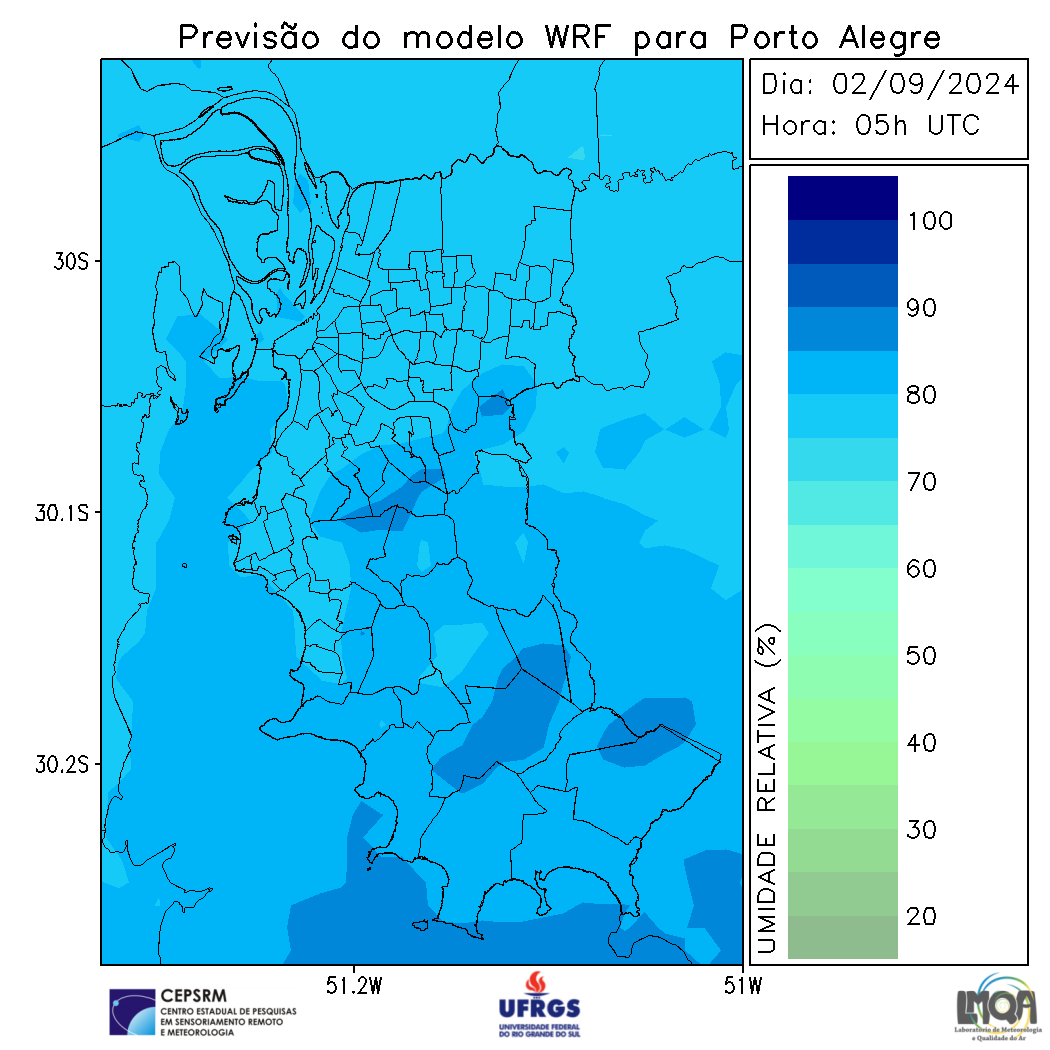 Previsão do modelo WRF para Porto Alegre
Dia: 02/09/2024
Hora: 05h UTC
30S
30.1S
30.2S
51.2W
51W
100
90
80
70
60
50
40
30
20
UMIDADE RELATIVA (%)
CEPSRM
CENTRO ESTADUAL DE PESQUISAS
EM SENSORIAMENTO REMOTO
E METEOROLOGIA
UFRGS
UNIVERSIDADE FEDERAL
DO RIO GRANDE DO SUL
LMQA
Laboratório de Meteorologia
e Qualidade do Ar